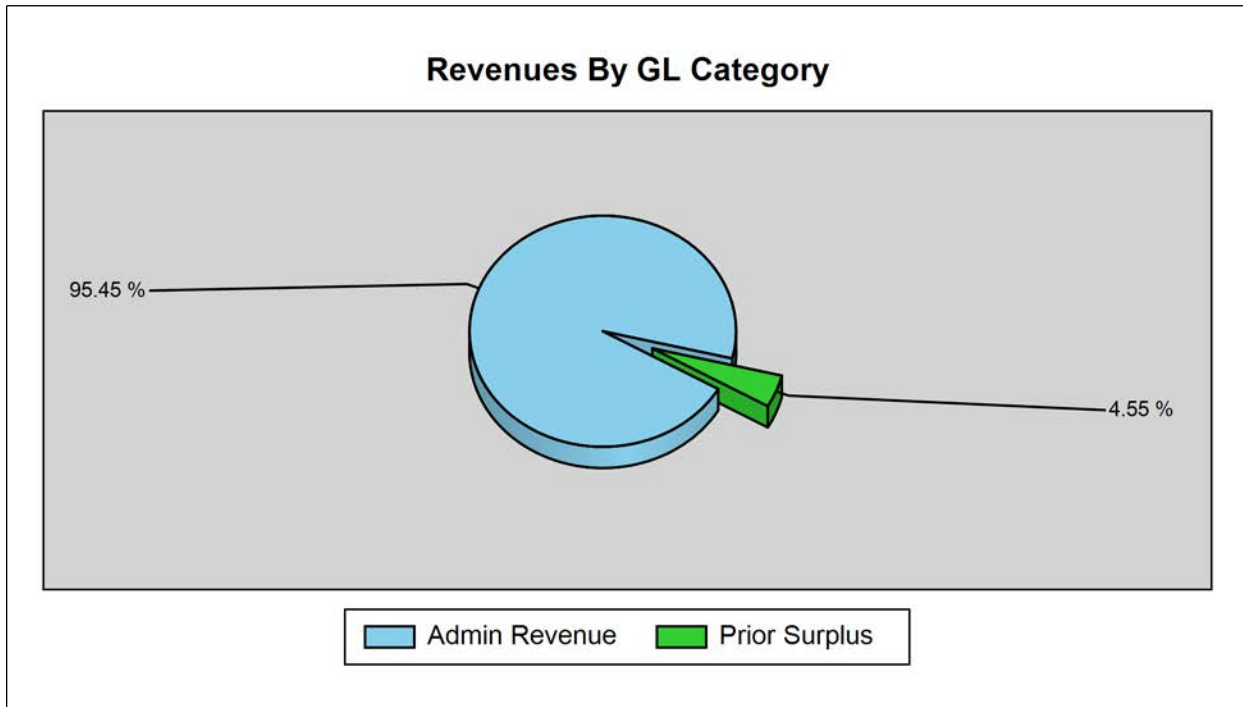 Revenues By GL Category
95.45 %
4.55 %
Admin Revenue
Prior Surplus